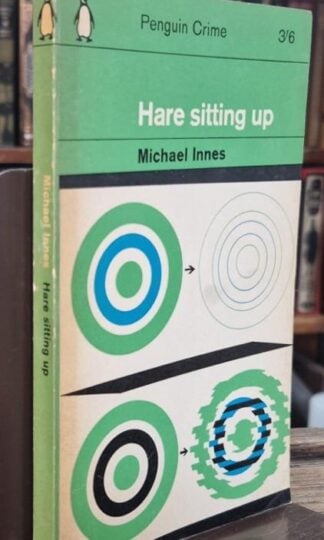 Penguin Crime 3/6
Hare sitting up
Michael Innes
Michael Innes Hare sitting up